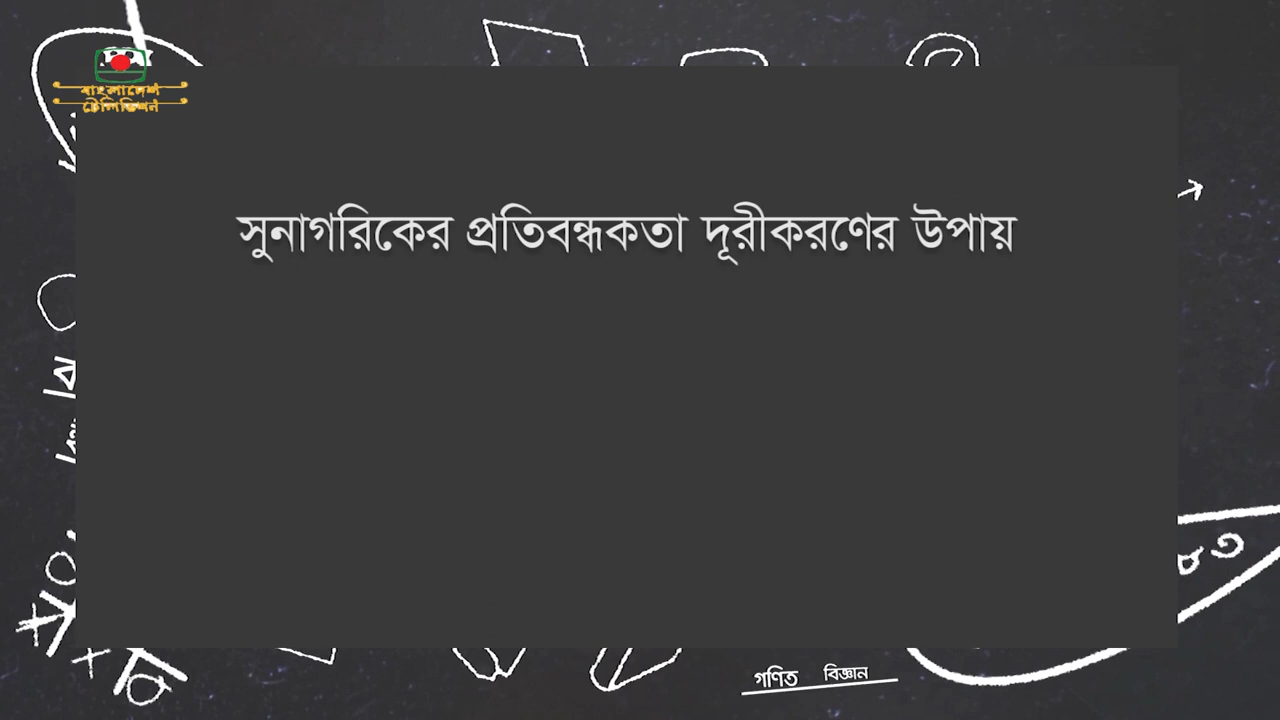 বাংলাদেশ
টেলিভিশন
সুনাগরিকের প্রতিবন্ধকতা দূরীকরণের উপায়
গণিত বিজ্ঞান